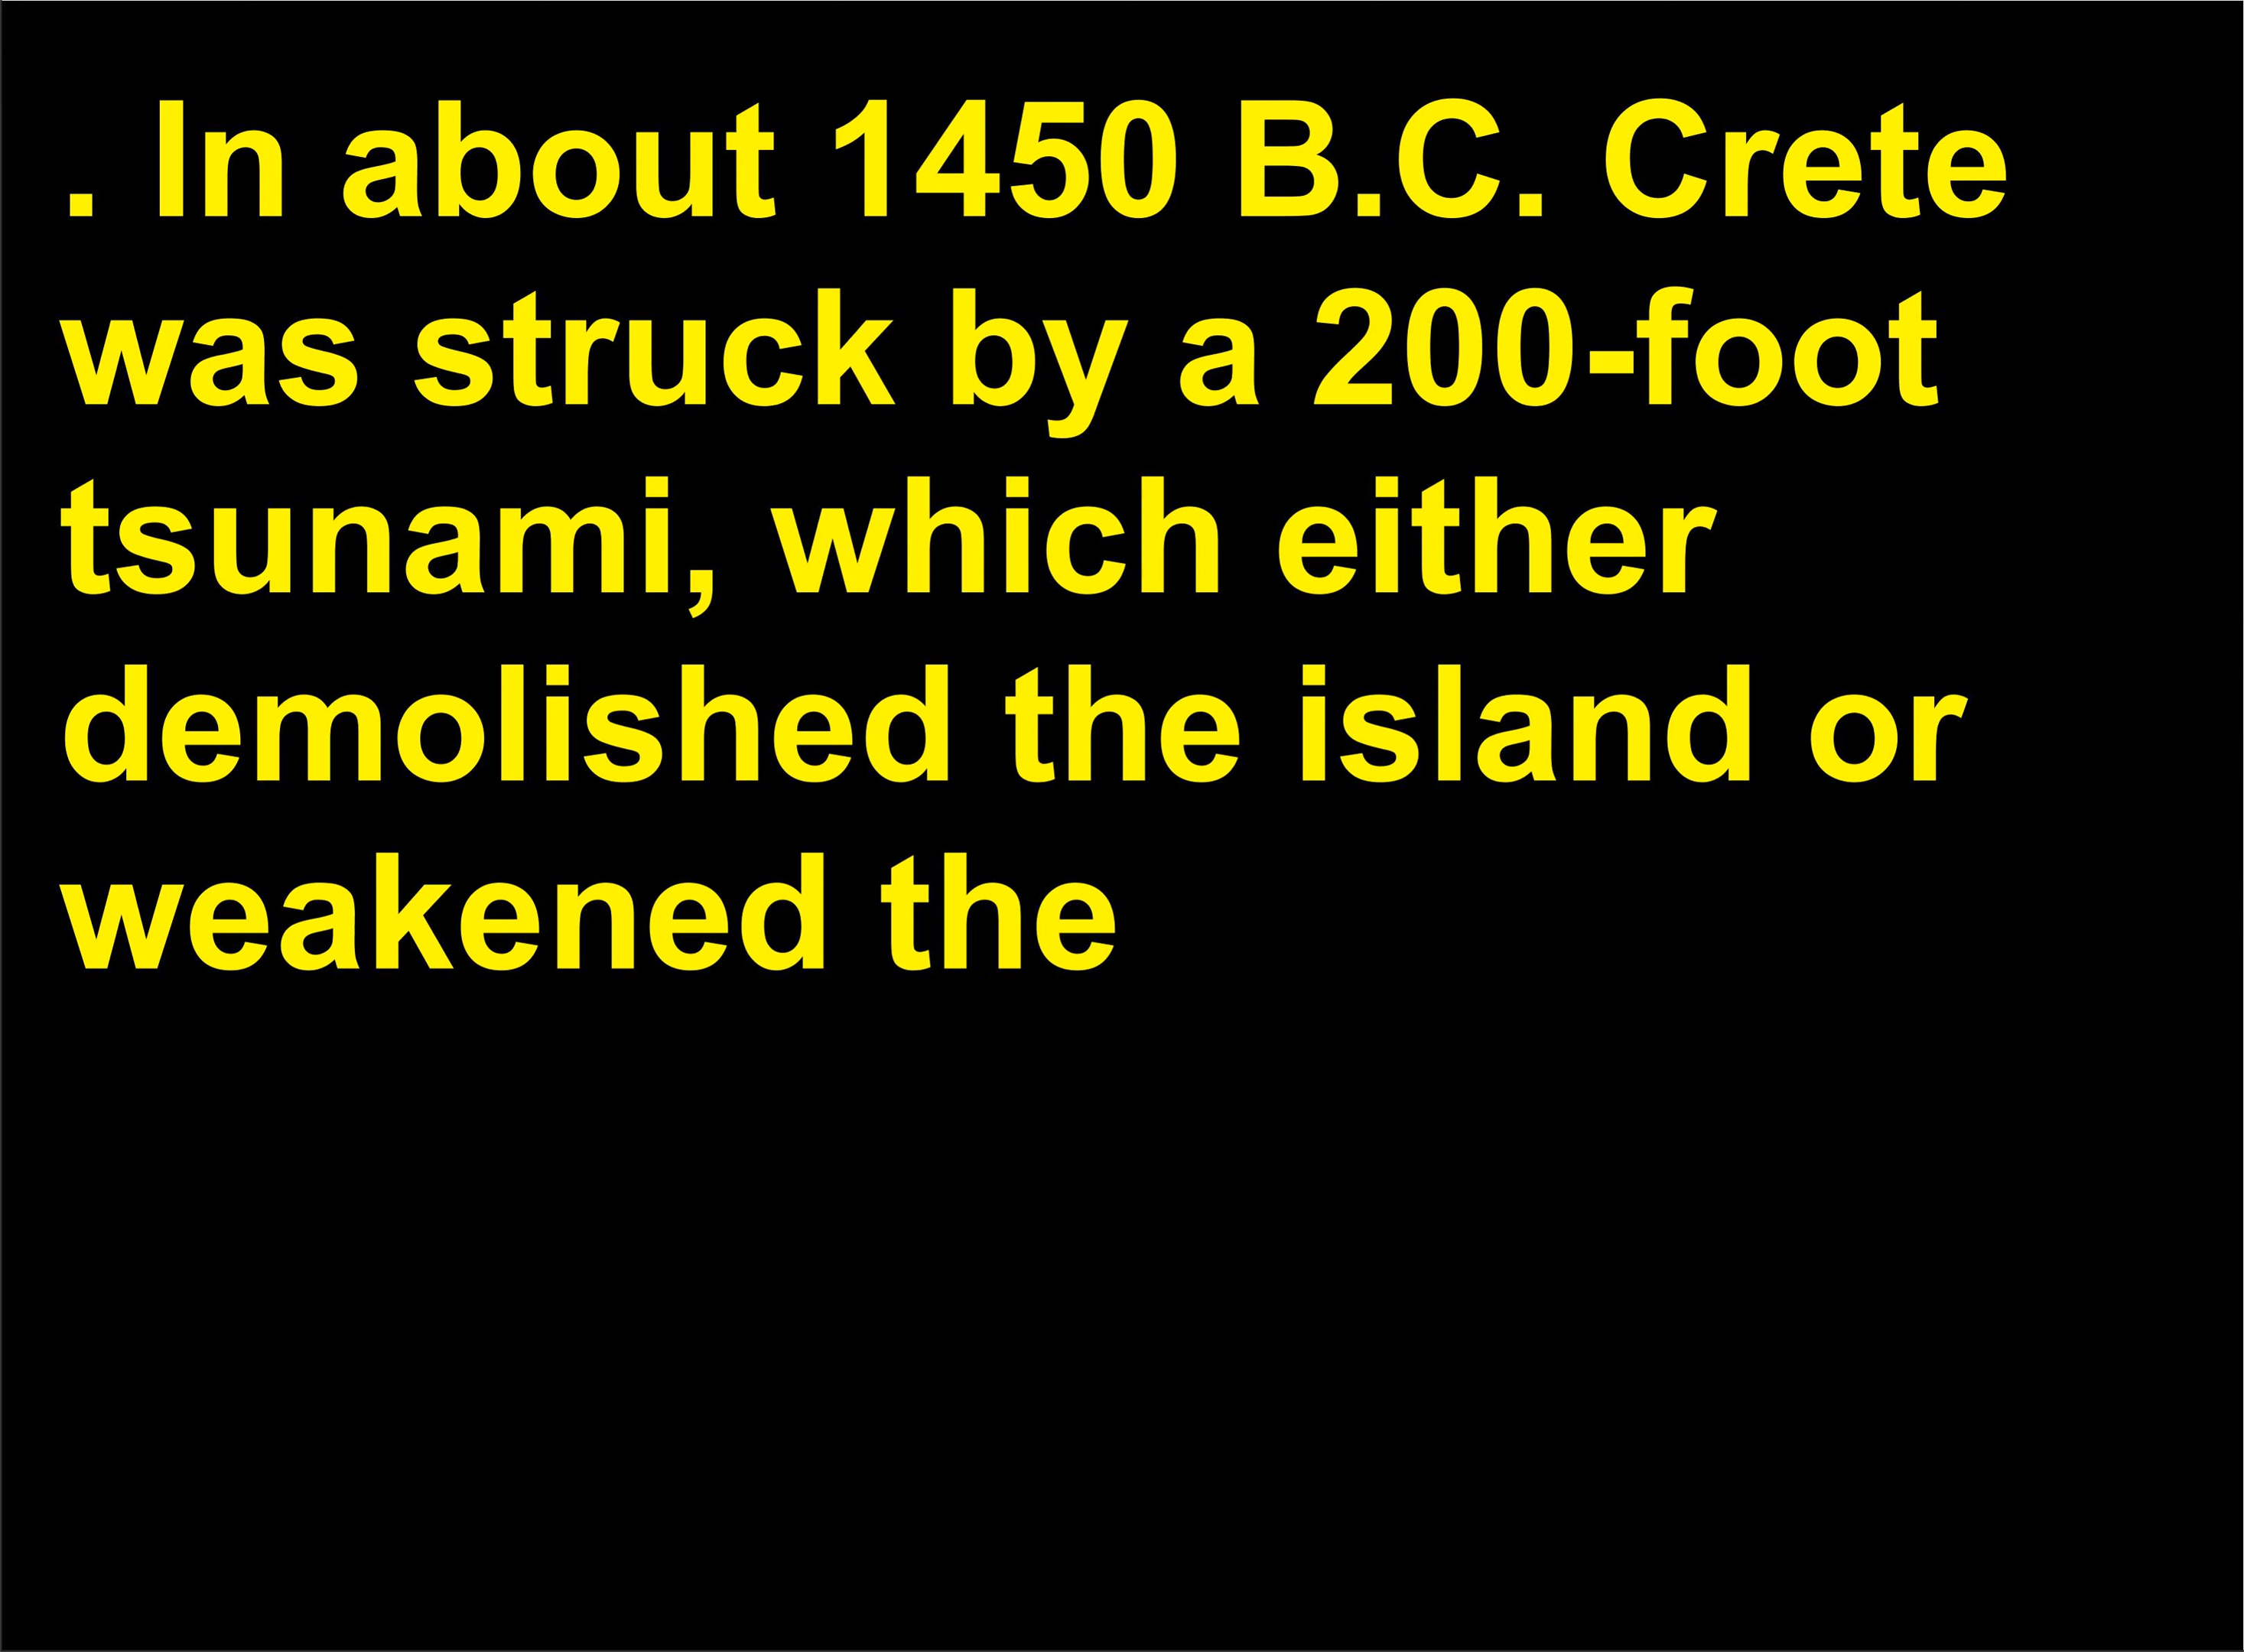 . In about 1450 B.C. Crete
was struck by a 200-foot
tsunami, which either
demolished the island or
weakened the